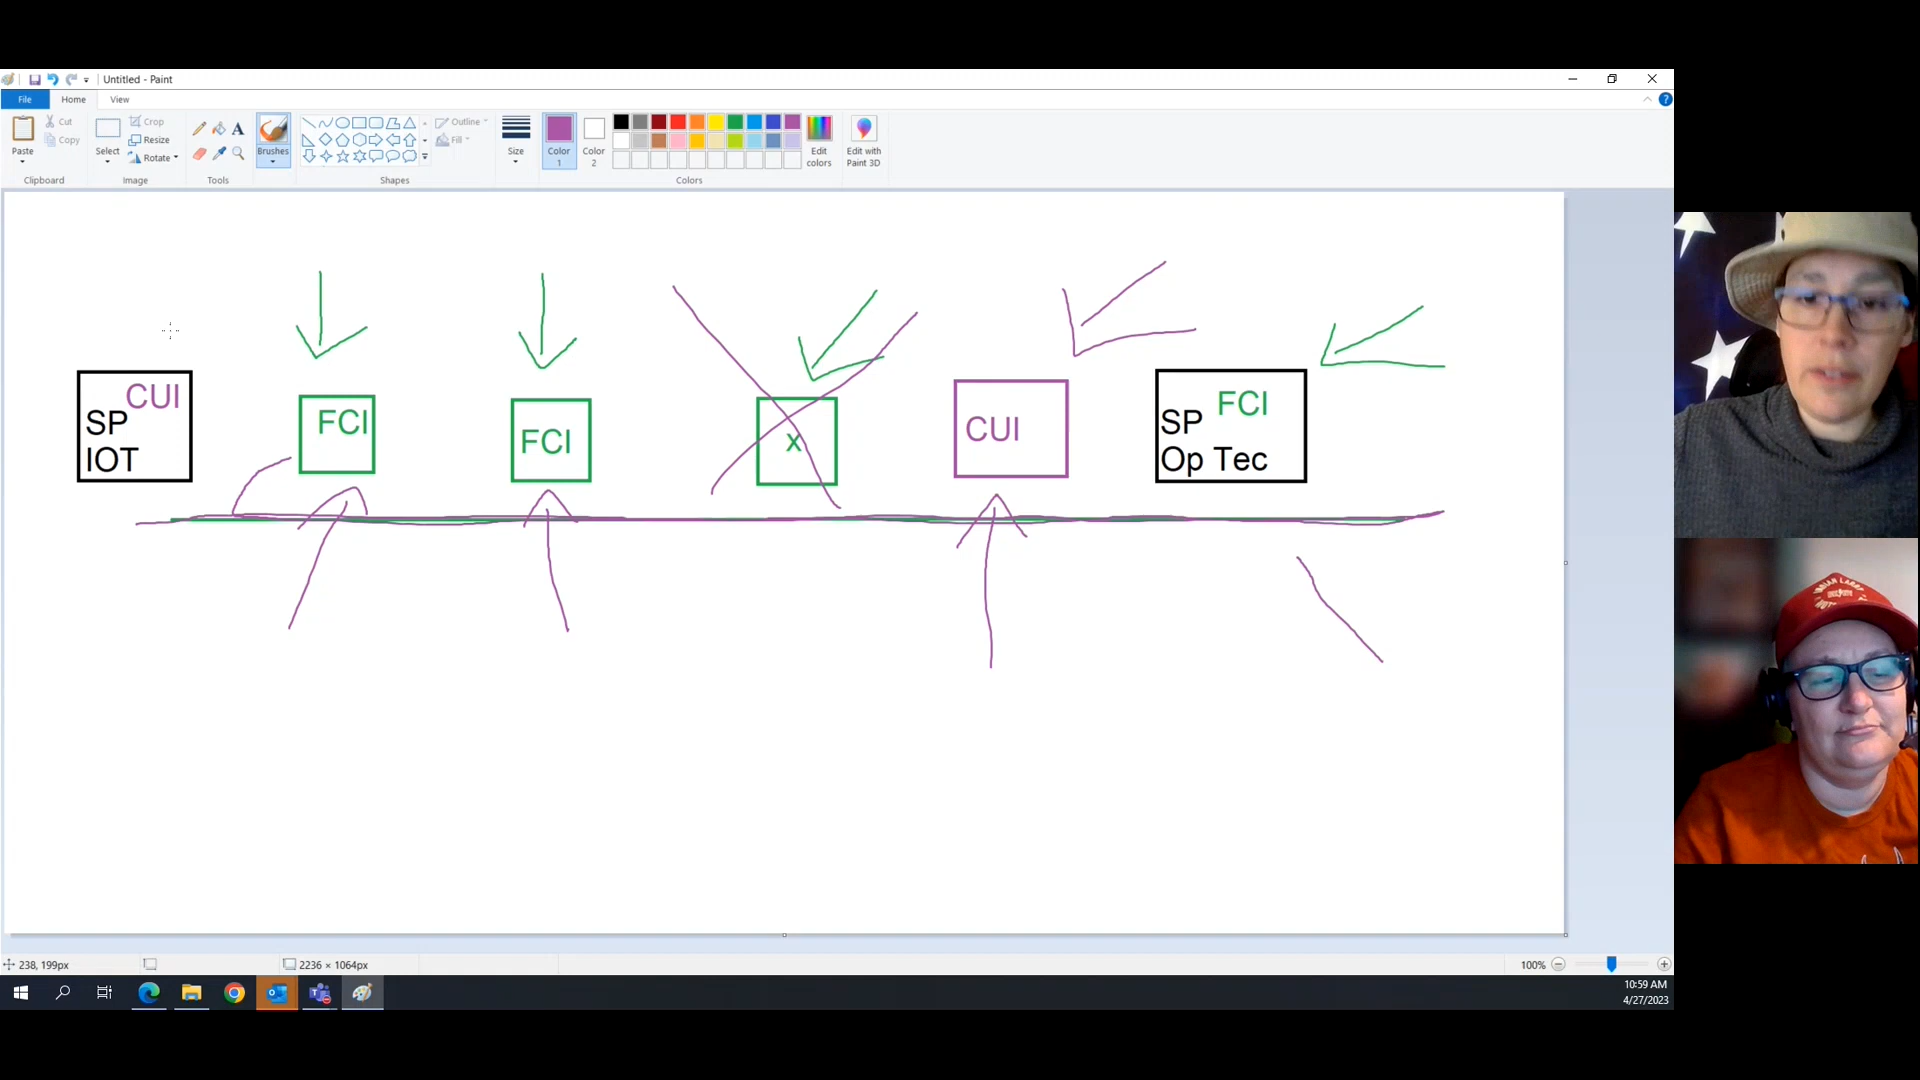 Untitled - Paint
File Home View
Paste
Cut
Copy
Clipboard
Select
Crop
Resize
Rotate
Image
Tools
Brushes
Shapes
Outline
Fill
Size
Color 1
Color 2
Colors
Edit colors
Edit with Paint 3D
CUI
SP
IOT
FCI
FCI
x
CUI
FCI
SP
Op Tec
238, 199px
2236 × 1064px
100%
10:59 AM
4/27/2023
INDIAN LARRY